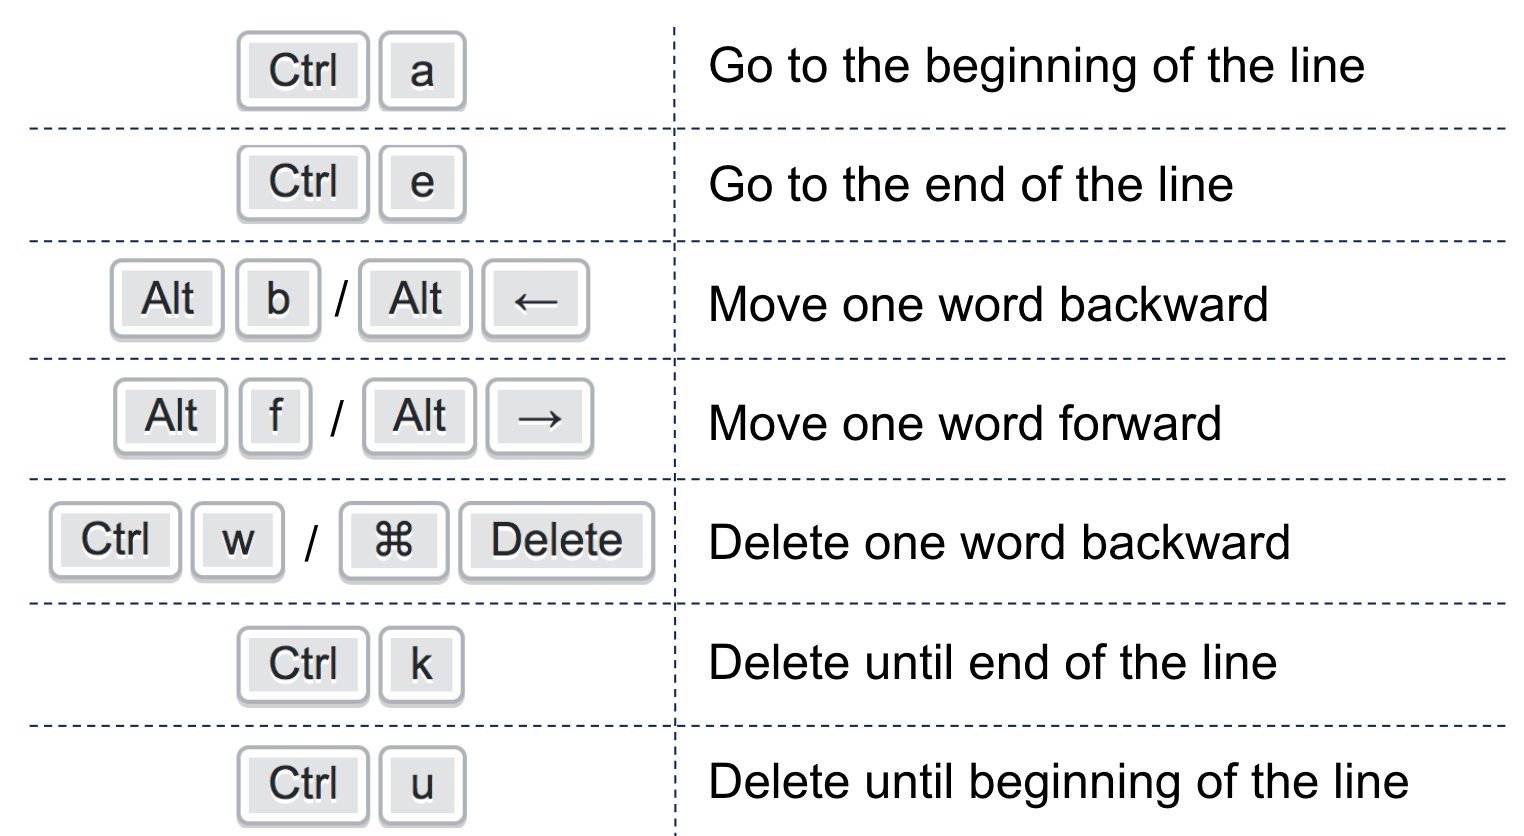 Ctrl a Go to the beginning of the line
Ctrl e Go to the end of the line
Alt b / Alt ← Move one word backward
Alt f / Alt → Move one word forward
Ctrl w / ⌘ Delete Delete one word backward
Ctrl k Delete until end of the line
Ctrl u Delete until beginning of the line